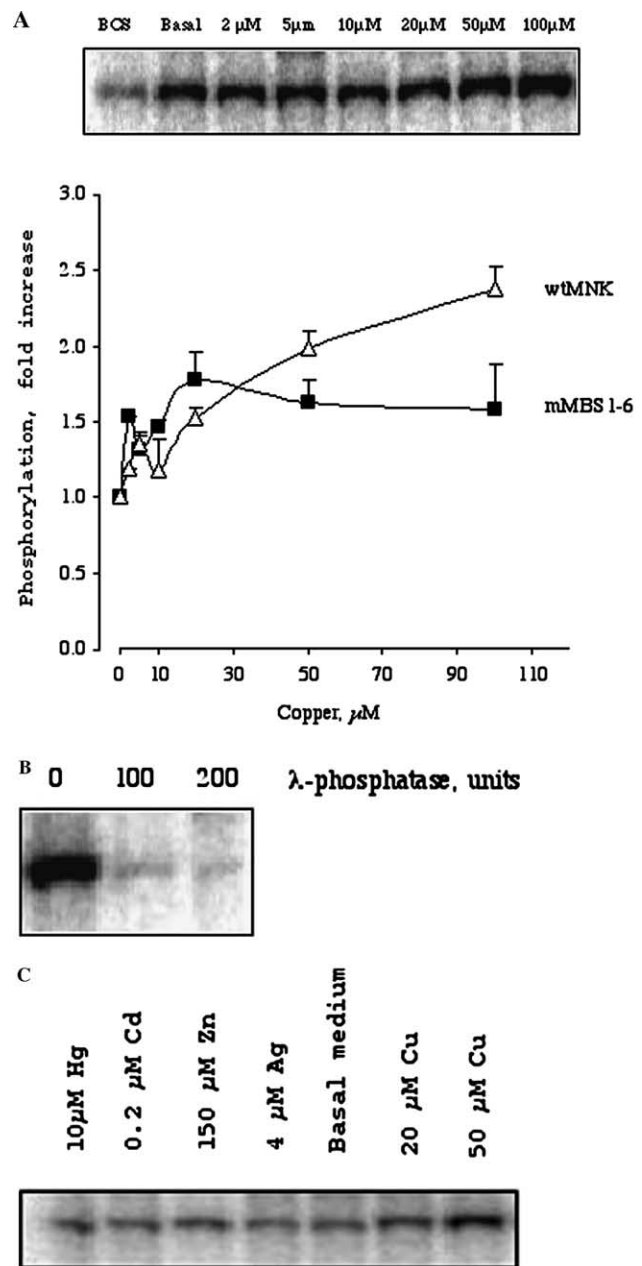 A
BCS Basal 2 µM 5µm 10µM 20µM 50µM 100µM
3.0
2.5
2.0
1.5
1.0
0.5
0.0
Phosphorylation, fold increase
wtMNK
mMBS 1-6
0 10 30 50 70 90 110
Copper, µM
B
0 100 200 λ-phosphatase, units
C
10µM Hg
0.2 µM Cd
150 µM Zn
4 µM Ag
Basal medium
20 µM Cu
50 µM Cu